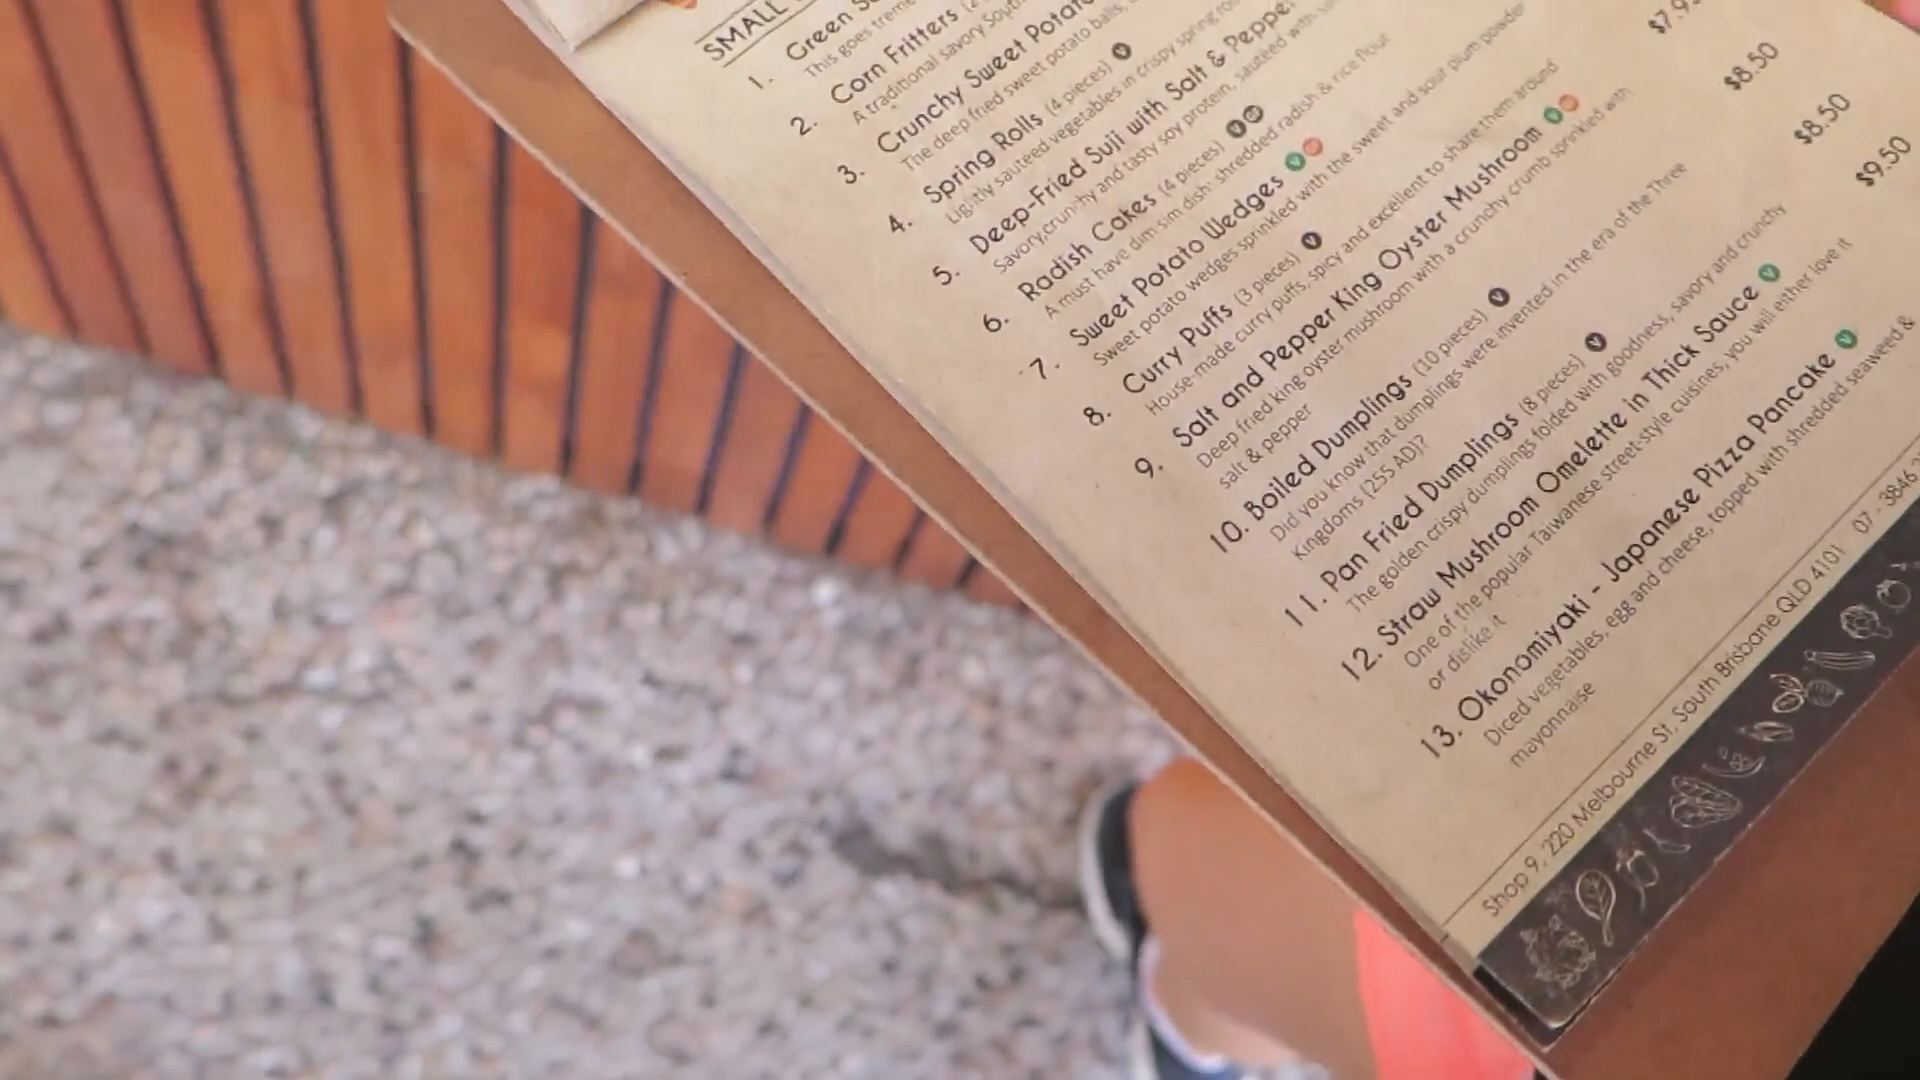 SMALL
1. Green
This goes
2. Corn Fritters
A traditional savory
3. Crunchy Sweet Potato
The deep fried sweet potato balls,
4. Spring Rolls (4 pieces) V
Lightly sauteed vegetables in crispy spring
5. Deep-Fried Suji with Salt & Pepper
Savory, crunchy and tasty soy protein, sauteed with
6. Radish Cakes (4 pieces) V
A must have dim sim dish: shredded radish & rice flour
7. Sweet Potato Wedges V
Sweet potato wedges sprinkled with the sweet and sour plum powder
8. Curry Puffs (3 pieces) V
House-made curry puffs, spicy and excellent to share them around
9. Salt and Pepper King Oyster Mushroom V
Deep fried king oyster mushroom with a crunchy crumb sprinkled with
salt & pepper
10. Boiled Dumplings (10 pieces) V
Did you know that dumplings were invented in the era of the Three
Kingdoms (255 AD)?
11. Pan Fried Dumplings (8 pieces) V
The golden crispy dumplings folded with goodness, savory and crunchy
12. Straw Mushroom Omelette in Thick Sauce V
One of the popular Taiwanese street-style cuisines, you will either love it
or dislike it
13. Okonomiyaki - Japanese Pizza Pancake V
Diced vegetables, egg and cheese, topped with shredded seaweed &
mayonnaise
$8.50
$8.50
$9.50
Shop 9, 220 Melbourne St, South Brisbane QLD 4101 07 - 3846